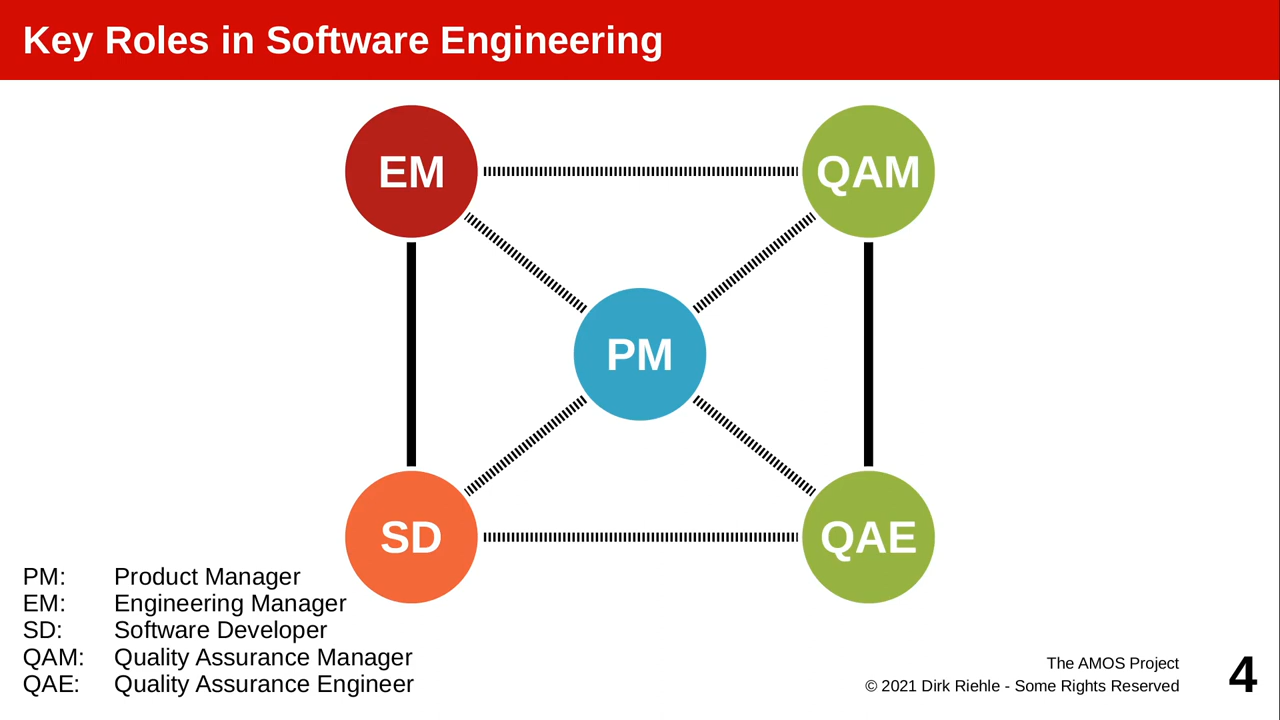 Key Roles in Software Engineering
EM
QAM
PM
SD
QAE
PM: Product Manager
EM: Engineering Manager
SD: Software Developer
QAM: Quality Assurance Manager
QAE: Quality Assurance Engineer
The AMOS Project
© 2021 Dirk Riehle - Some Rights Reserved
4